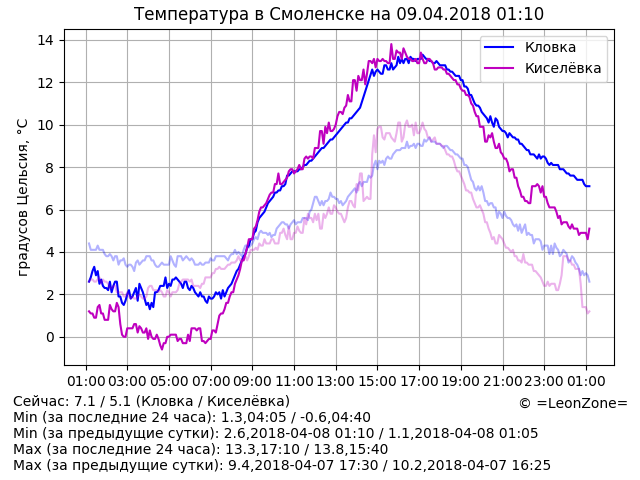 Температура в Смоленске на 09.04.2018 01:10
градусов Цельсия, °C
14
12
10
8
6
4
2
0
Кловка
Киселёвка
01:00 03:00 05:00 07:00 09:00 11:00 13:00 15:00 17:00 19:00 21:00 23:00 01:00
Сейчас: 7.1 / 5.1 (Кловка / Киселёвка)
© =LeonZone=
Min (за последние 24 часа): 1.3,04:05 / -0.6,04:40
Min (за предыдущие сутки): 2.6,2018-04-08 01:10 / 1.1,2018-04-08 01:05
Max (за последние 24 часа): 13.3,17:10 / 13.8,15:40
Max (за предыдущие сутки): 9.4,2018-04-07 17:30 / 10.2,2018-04-07 16:25